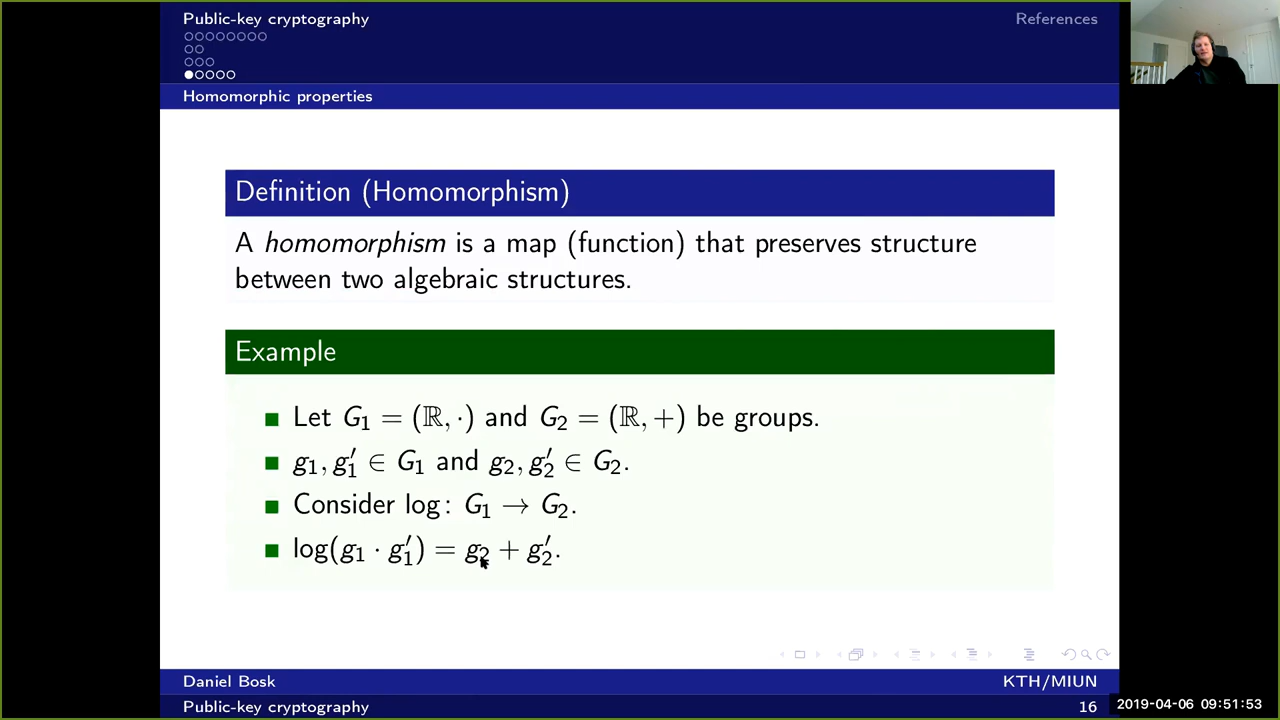 Public-key cryptography
References
Homomorphic properties
Definition (Homomorphism)
A homomorphism is a map (function) that preserves structure
between two algebraic structures.
Example
Let G₁ = (ℝ, ·) and G₂ = (ℝ, +) be groups.
g₁, g₁′ ∈ G₁ and g₂, g₂′ ∈ G₂.
Consider log: G₁ → G₂.
log(g₁ · g₁′) = g₂ + g₂′.
Daniel Bosk
KTH/MIUN
Public-key cryptography
16
2019-04-06 09:51:53